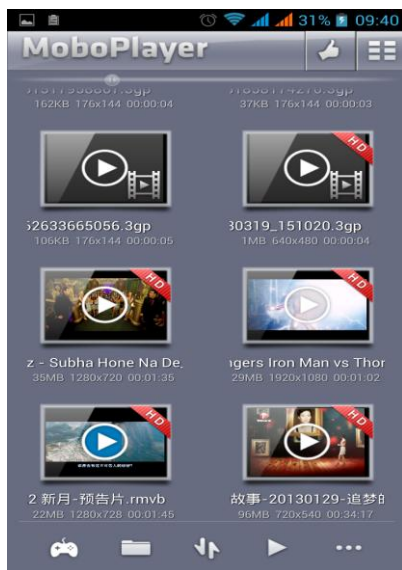 31% 09:40
MoboPlayer
162KB 176x144 00:00:04
37KB 176x144 00:00:03
HD
52633665056.3gp
30319_151020.3gp
106KB 176x144 00:00:05
1MB 640x480 00:00:04
HD
HD
z - Subha Hone Na De
ngers Iron Man vs Thor
35MB 1280x720 00:01:35
29MB 1920x1080 00:01:02
HD
HD
2 新月-预告片.rmvb
故事-20130129-追梦的
22MB 1280x728 00:01:45
96MB 720x540 00:34:17